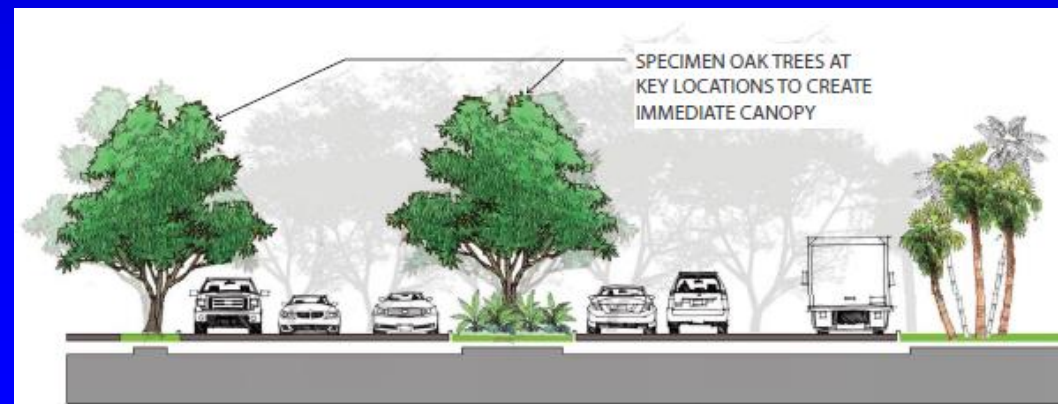 SPECIMEN OAK TREES AT
KEY LOCATIONS TO CREATE
IMMEDIATE CANOPY